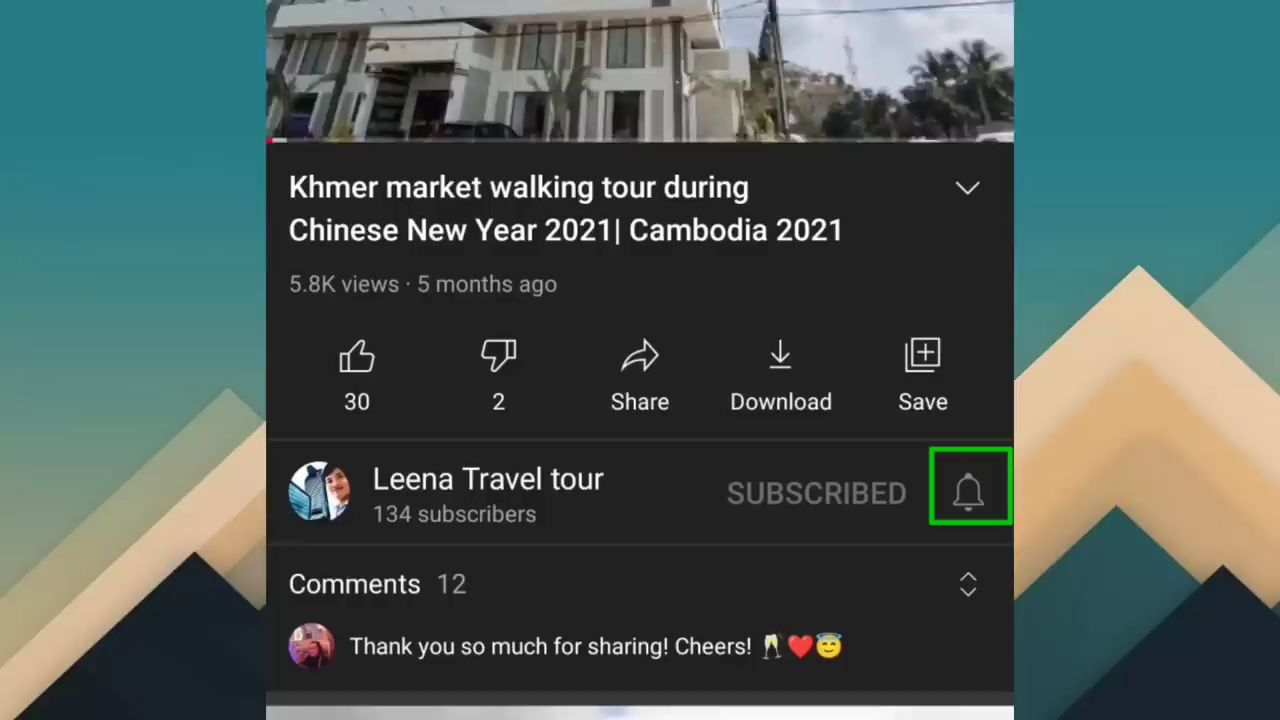 Khmer market walking tour during
Chinese New Year 2021| Cambodia 2021
5.8K views · 5 months ago
30
2
Share
Download
Save
Leena Travel tour
134 subscribers
SUBSCRIBED
Comments 12
Thank you so much for sharing! Cheers! 🥂❤️😇